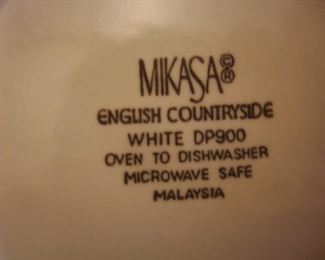 MIKASA©®
ENGLISH COUNTRYSIDE
WHITE DP900
OVEN TO DISHWASHER
MICROWAVE SAFE
MALAYSIA